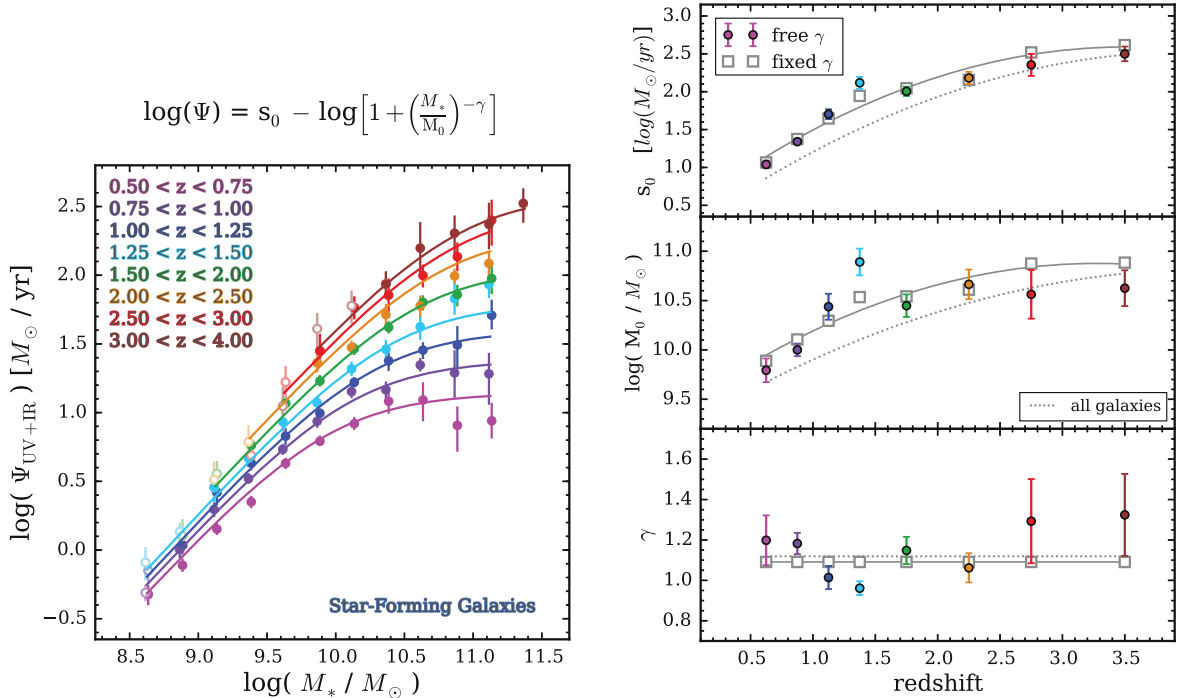 log(Ψ) = s₀ − log[1+(M*/M₀)^−γ]
0.50 < z < 0.75
0.75 < z < 1.00
1.00 < z < 1.25
1.25 < z < 1.50
1.50 < z < 2.00
2.00 < z < 2.50
2.50 < z < 3.00
3.00 < z < 4.00
Star-Forming Galaxies
log( Ψ_UV+IR ) [M⊙ / yr]
2.5
2.0
1.5
1.0
0.5
0.0
−0.5
8.5 9.0 9.5 10.0 10.5 11.0 11.5
log( M* / M⊙ )
free γ
fixed γ
s₀ [log(M⊙/yr)]
3.0
2.5
2.0
1.5
1.0
0.5
log( M₀ / M⊙ )
11.0
10.5
10.0
9.5
all galaxies
γ
1.6
1.4
1.2
1.0
0.8
0.5 1.0 1.5 2.0 2.5 3.0 3.5
redshift